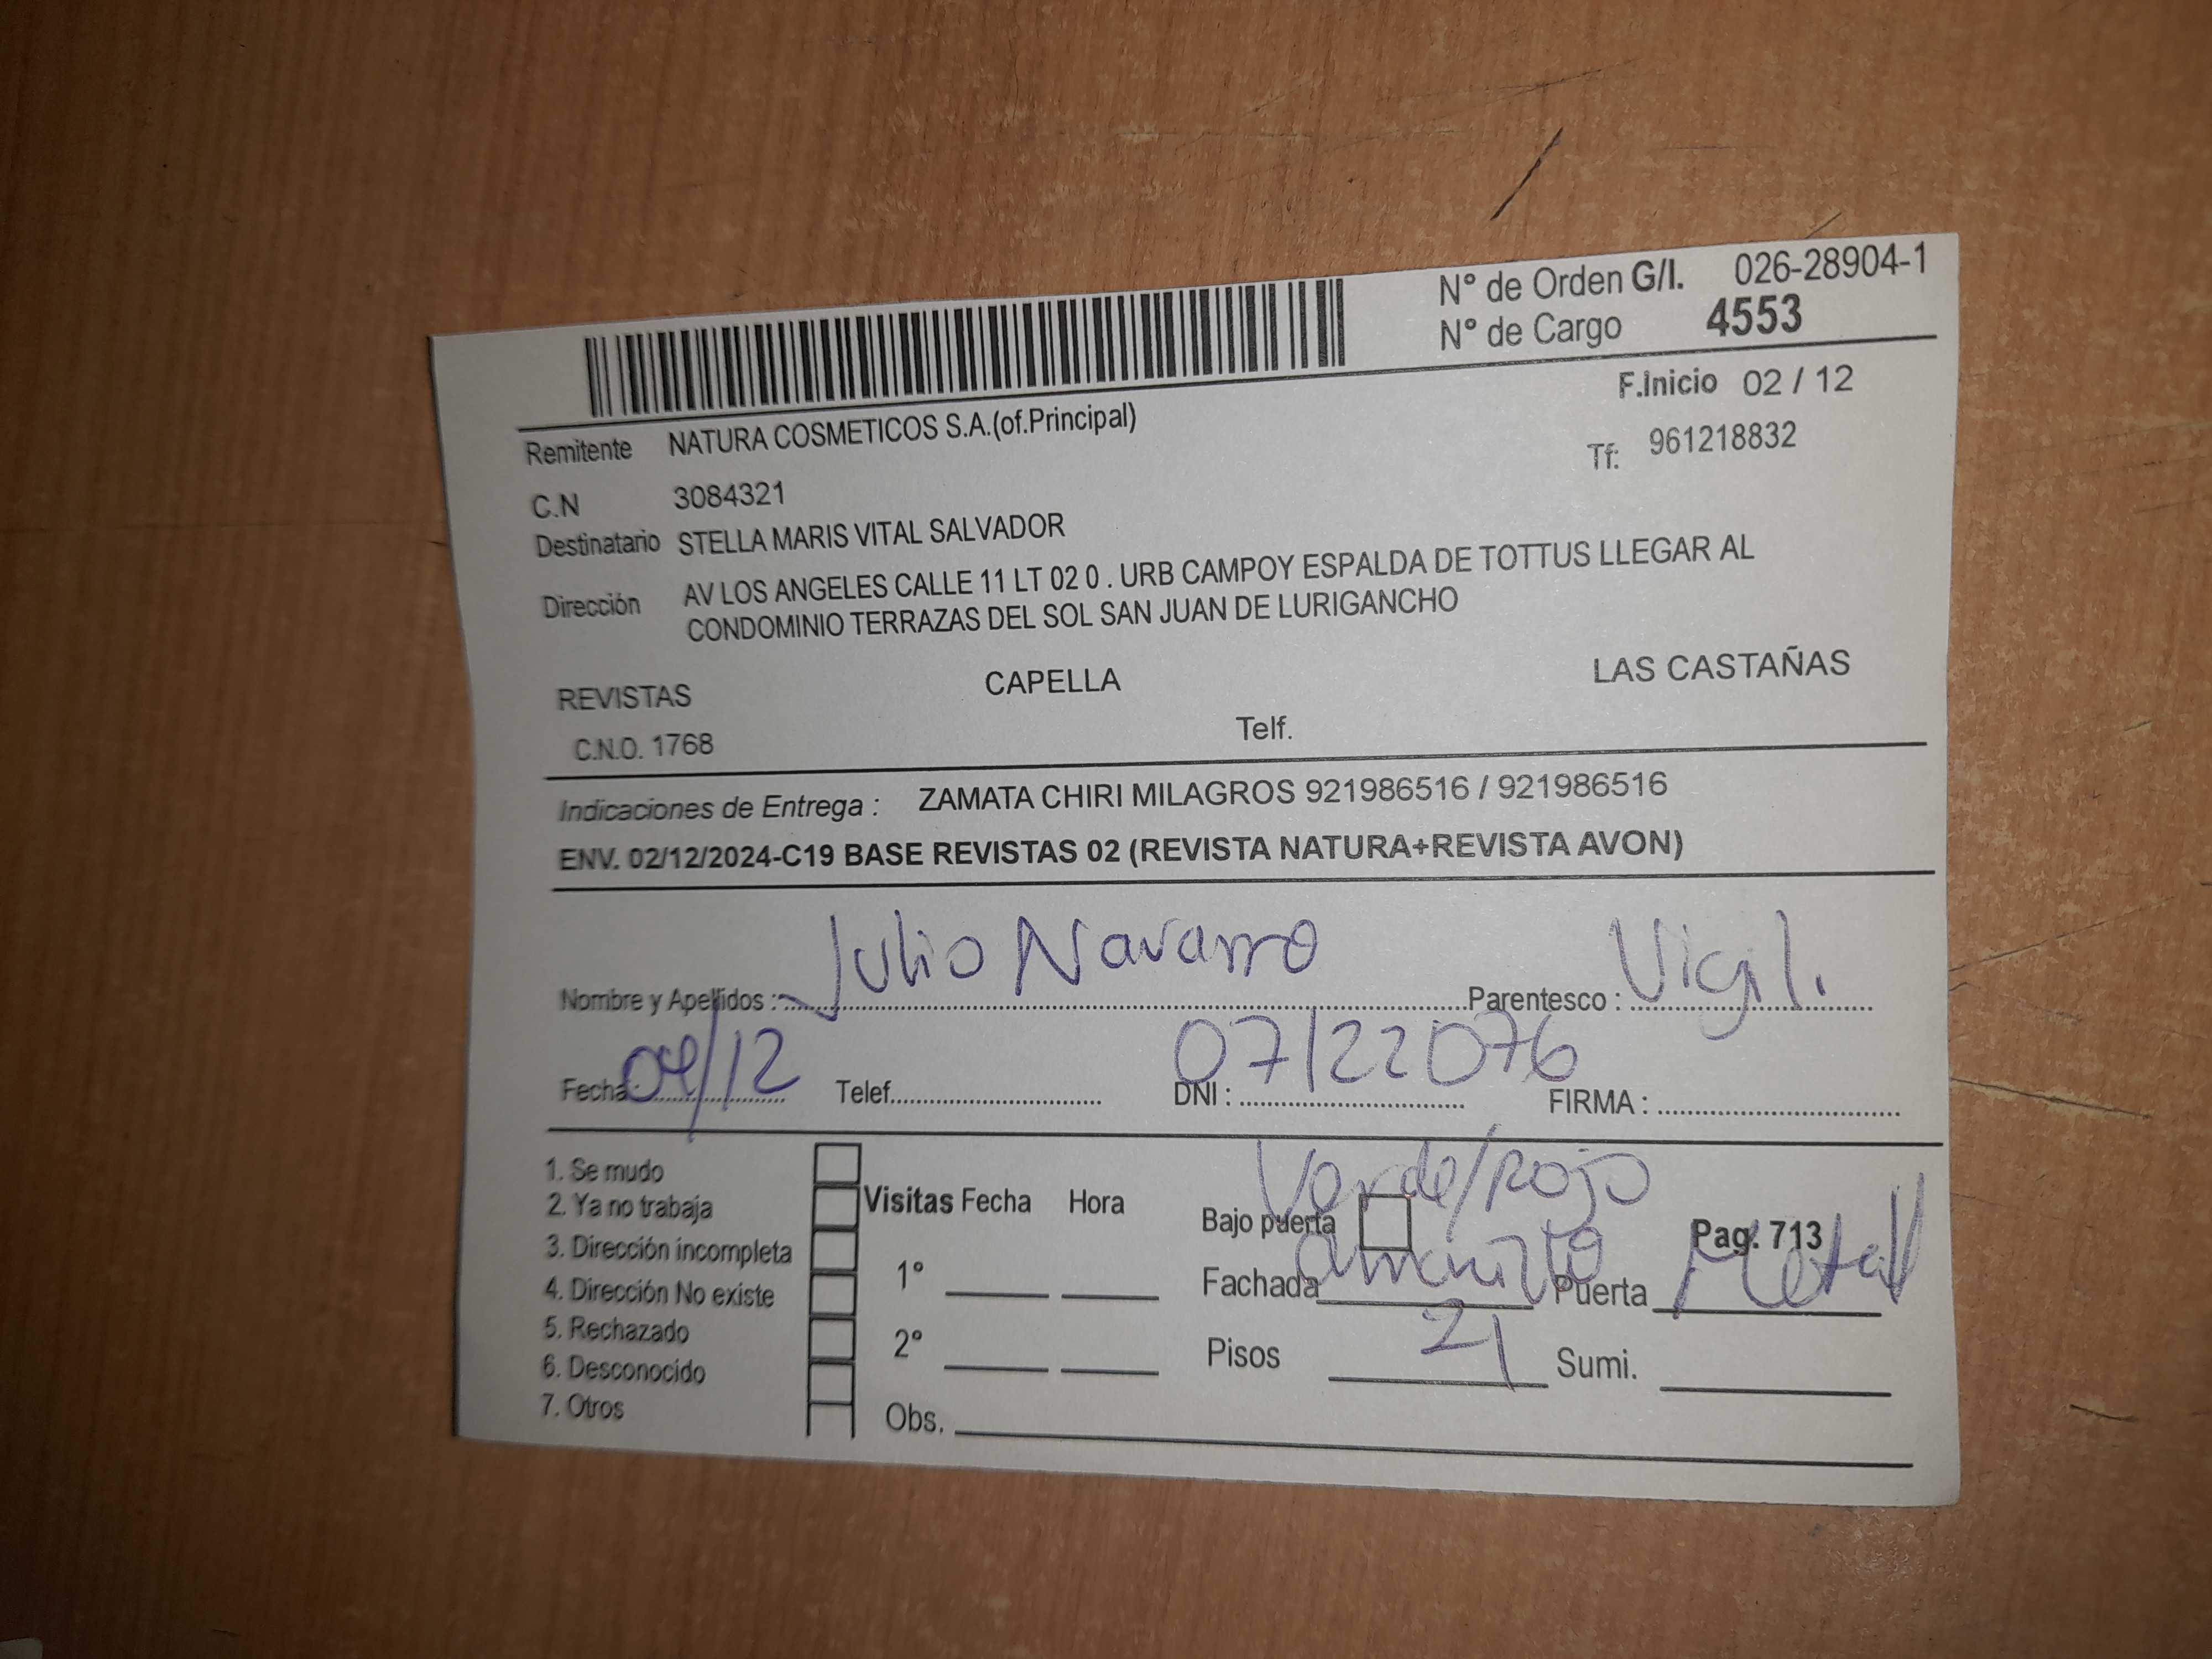 N° de Orden G/I. 026-28904-1
N° de Cargo 4553
F.Inicio 02 / 12
Remitente NATURA COSMETICOS S.A.(of.Principal)
Tf: 961218832
C.N 3084321
Destinatario STELLA MARIS VITAL SALVADOR
Dirección AV LOS ANGELES CALLE 11 LT 02 0 . URB CAMPOY ESPALDA DE TOTTUS LLEGAR AL
CONDOMINIO TERRAZAS DEL SOL SAN JUAN DE LURIGANCHO
REVISTAS CAPELLA LAS CASTAÑAS
C.N.O. 1768 Telf.
Indicaciones de Entrega : ZAMATA CHIRI MILAGROS 921986516 / 921986516
ENV. 02/12/2024-C19 BASE REVISTAS 02 (REVISTA NATURA+REVISTA AVON)
Nombre y Apellidos : Julio Navarro Parentesco : Vigil.
Fecha: 04/12 Telef. DNI : 07122076 FIRMA :
1. Se mudo
2. Ya no trabaja
3. Dirección incompleta
4. Dirección No existe
5. Rechazado
6. Desconocido
7. Otros
Visitas Fecha Hora
1°
2°
Obs.
Verde/Rojo
Bajo puerta Pag. 713
Fachada Puerta Metal
Pisos 21 Sumi.